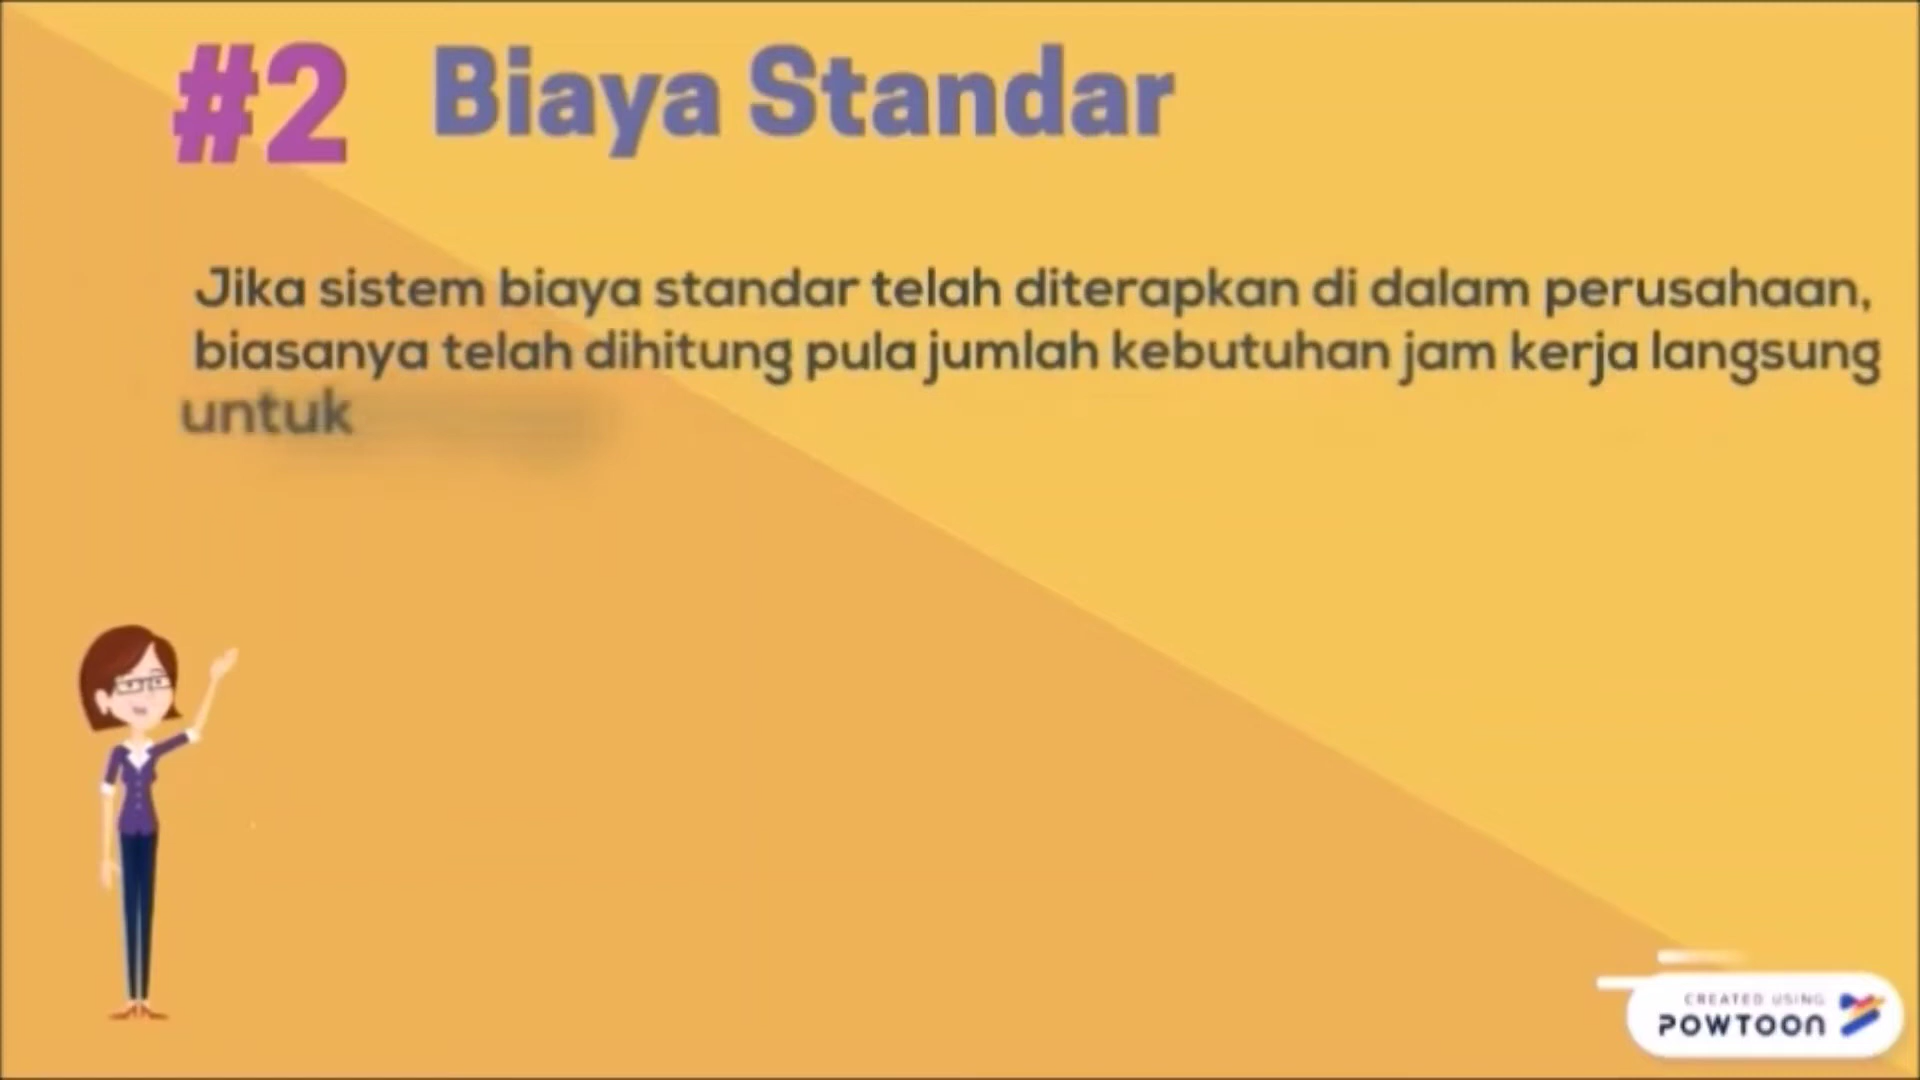 #2 Biaya Standar
Jika sistem biaya standar telah diterapkan di dalam perusahaan,
biasanya telah dihitung pula jumlah kebutuhan jam kerja langsung
untuk
CREATED USING
POWTOON